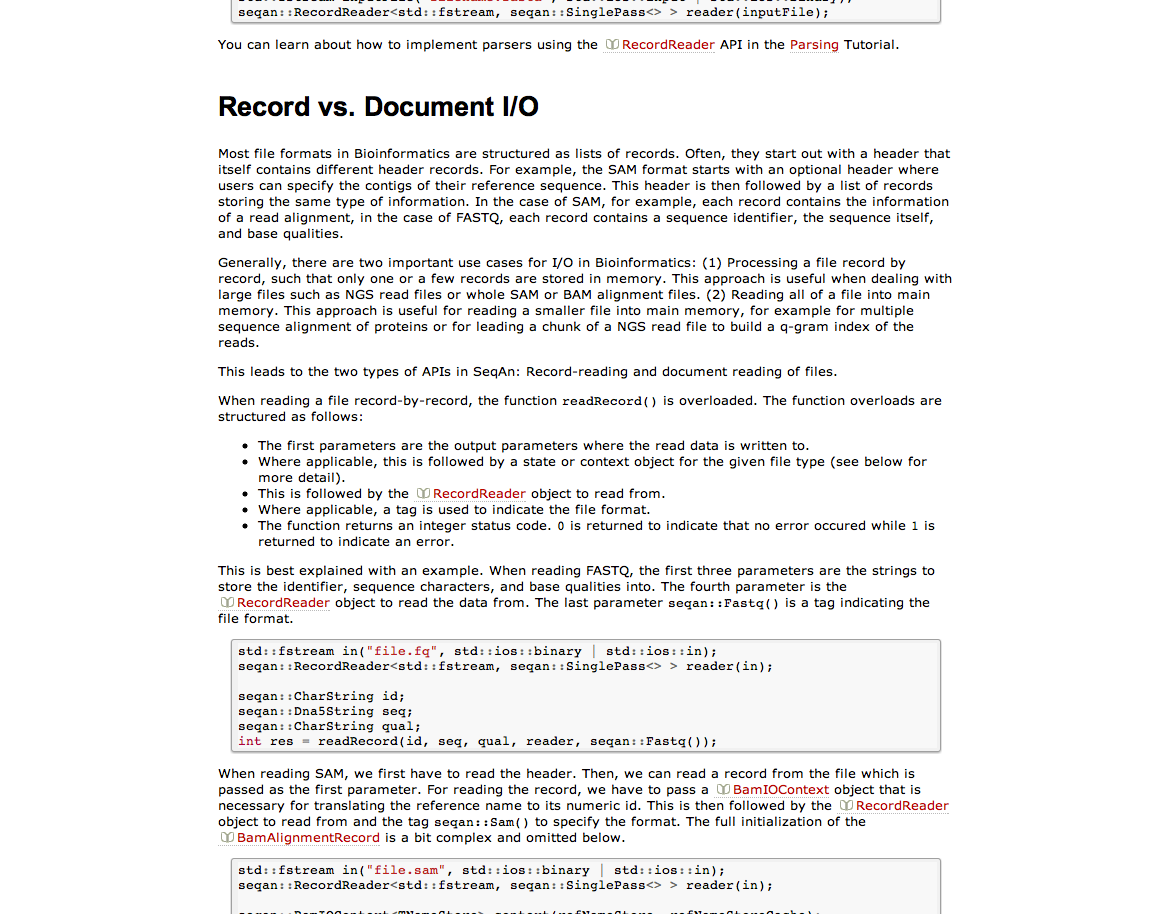 seqan::RecordReader<std::fstream, seqan::SinglePass<> > reader(inputFile);
You can learn about how to implement parsers using the RecordReader API in the Parsing Tutorial.
Record vs. Document I/O
Most file formats in Bioinformatics are structured as lists of records. Often, they start out with a header that
itself contains different header records. For example, the SAM format starts with an optional header where
users can specify the contigs of their reference sequence. This header is then followed by a list of records
storing the same type of information. In the case of SAM, for example, each record contains the information
of a read alignment, in the case of FASTQ, each record contains a sequence identifier, the sequence itself,
and base qualities.
Generally, there are two important use cases for I/O in Bioinformatics: (1) Processing a file record by
record, such that only one or a few records are stored in memory. This approach is useful when dealing with
large files such as NGS read files or whole SAM or BAM alignment files. (2) Reading all of a file into main
memory. This approach is useful for reading a smaller file into main memory, for example for multiple
sequence alignment of proteins or for leading a chunk of a NGS read file to build a q-gram index of the
reads.
This leads to the two types of APIs in SeqAn: Record-reading and document reading of files.
When reading a file record-by-record, the function readRecord() is overloaded. The function overloads are
structured as follows:
• The first parameters are the output parameters where the read data is written to.
• Where applicable, this is followed by a state or context object for the given file type (see below for
more detail).
• This is followed by the RecordReader object to read from.
• Where applicable, a tag is used to indicate the file format.
• The function returns an integer status code. 0 is returned to indicate that no error occured while 1 is
returned to indicate an error.
This is best explained with an example. When reading FASTQ, the first three parameters are the strings to
store the identifier, sequence characters, and base qualities into. The fourth parameter is the
RecordReader object to read the data from. The last parameter seqan::Fastq() is a tag indicating the
file format.
std::fstream in("file.fq", std::ios::binary | std::ios::in);
seqan::RecordReader<std::fstream, seqan::SinglePass<> > reader(in);
seqan::CharString id;
seqan::Dna5String seq;
seqan::CharString qual;
int res = readRecord(id, seq, qual, reader, seqan::Fastq());
When reading SAM, we first have to read the header. Then, we can read a record from the file which is
passed as the first parameter. For reading the record, we have to pass a BamIOContext object that is
necessary for translating the reference name to its numeric id. This is then followed by the RecordReader
object to read from and the tag seqan::Sam() to specify the format. The full initialization of the
BamAlignmentRecord is a bit complex and omitted below.
std::fstream in("file.sam", std::ios::binary | std::ios::in);
seqan::RecordReader<std::fstream, seqan::SinglePass<> > reader(in);